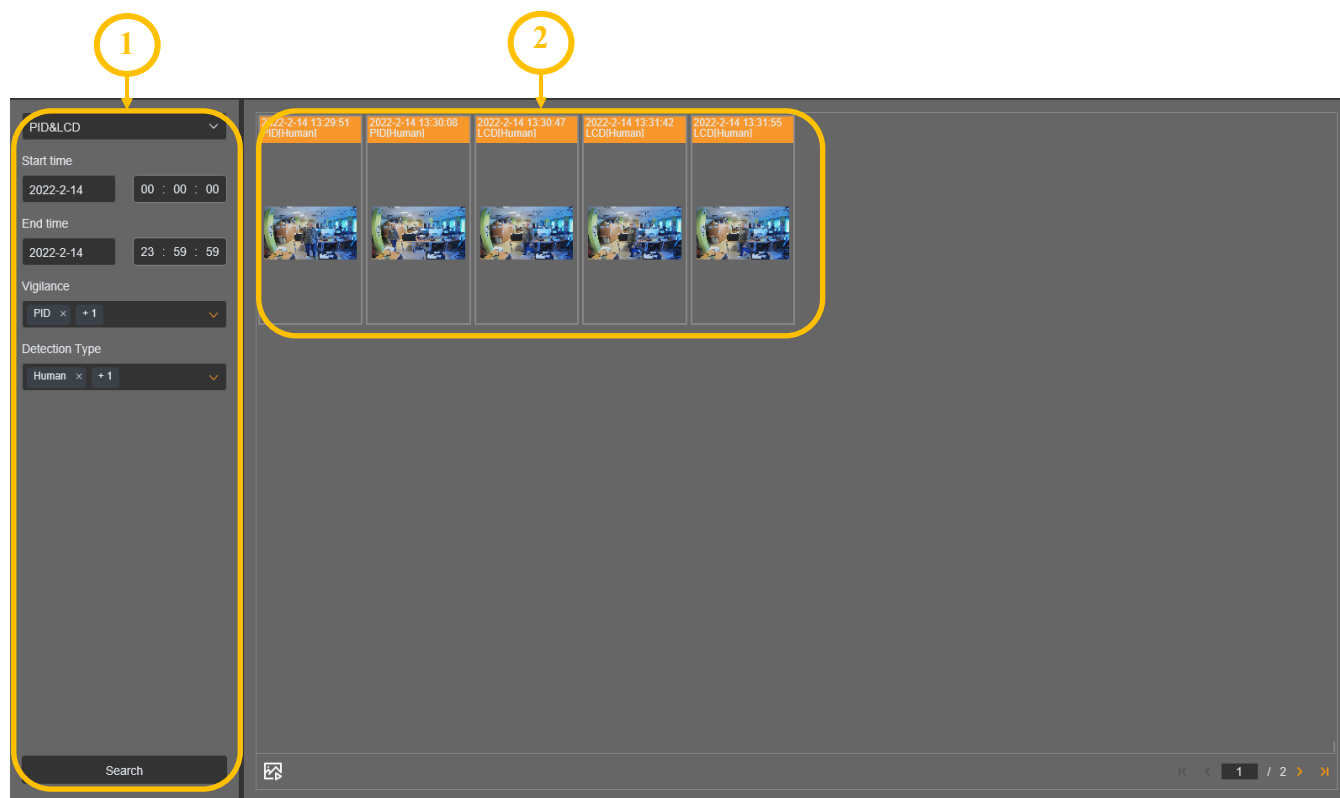 1
2
PID&LCD
Start time
2022-2-14 00 : 00 : 00
End time
2022-2-14 23 : 59 : 59
Vigilance
PID × +1
Detection Type
Human × +1
Search
2022-2-14 13:29:51
PID[Human]
2022-2-14 13:30:08
PID[Human]
2022-2-14 13:30:47
LCD[Human]
2022-2-14 13:31:42
LCD[Human]
2022-2-14 13:31:55
LCD[Human]
1 / 2